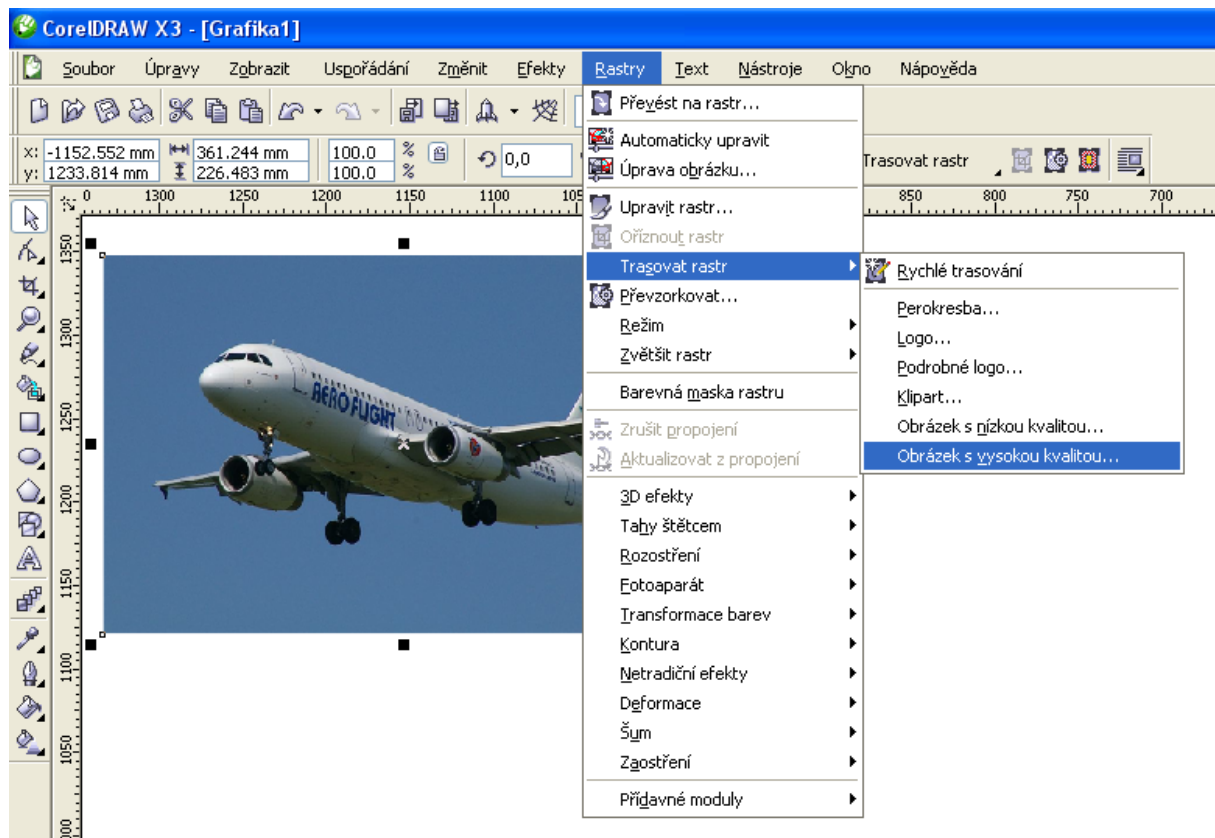 CorelDRAW X3 - [Grafika1]
Soubor Úpravy Zobrazit Uspořádání Změnit Efekty Rastry Text Nástroje Okno Nápověda
x: -1152.552 mm 361.244 mm 100.0 % 0,0 Trasovat rastr
y: 1233.814 mm 226.483 mm 100.0 %
0 1300 1250 1200 1150 1100 105 850 800 750 700
1350
1300
1250
1200
1150
1100
1050
AERO FLIGHT
Převést na rastr...
Automaticky upravit
Úprava obrázku...
Upravit rastr...
Oříznout rastr
Trasovat rastr
Převzorkovat...
Režim
Zvětšit rastr
Barevná maska rastru
Zrušit propojení
Aktualizovat z propojení
3D efekty
Tahy štětcem
Rozostření
Fotoaparát
Transformace barev
Kontura
Netradiční efekty
Deformace
Šum
Zaostření
Přídavné moduly
Rychlé trasování
Perokresba...
Logo...
Podrobné logo...
Klipart...
Obrázek s nízkou kvalitou...
Obrázek s vysokou kvalitou...